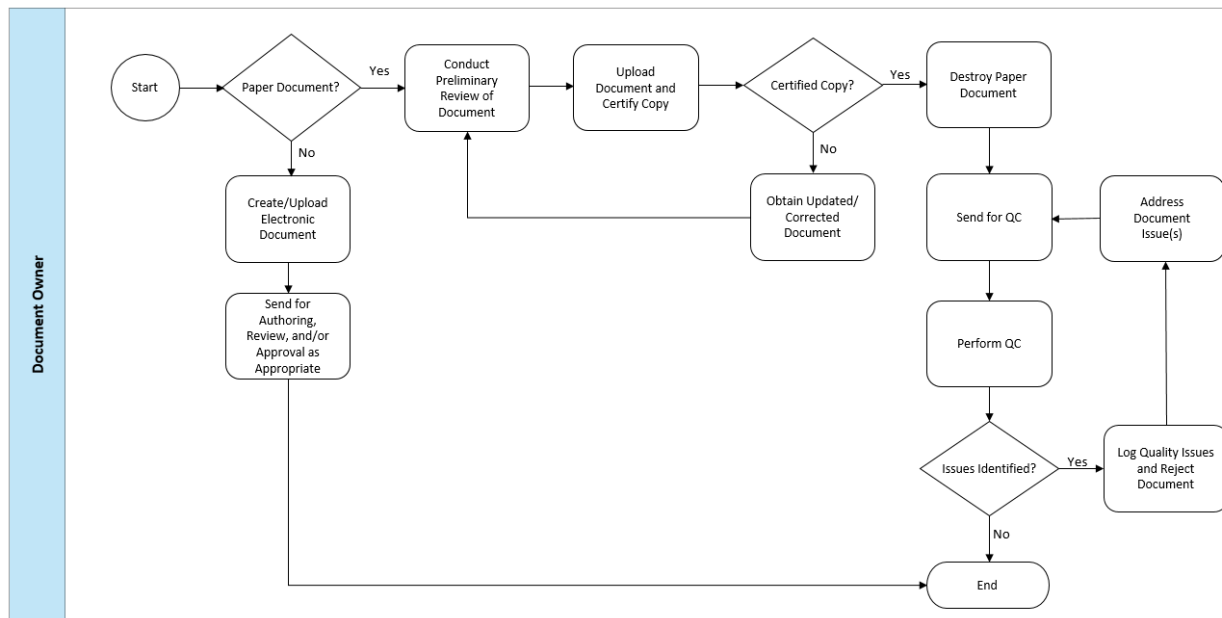 Document Owner
Start
Paper Document?
Yes
Conduct
Preliminary
Review of
Document
Upload
Document and
Certify Copy
Certified Copy?
Yes
Destroy Paper
Document
No
No
Create/Upload
Electronic
Document
Obtain Updated/
Corrected
Document
Send for QC
Address
Document
Issue(s)
Send for
Authoring,
Review, and/or
Approval as
Appropriate
Perform QC
Issues Identified?
Yes
Log Quality Issues
and Reject
Document
No
End